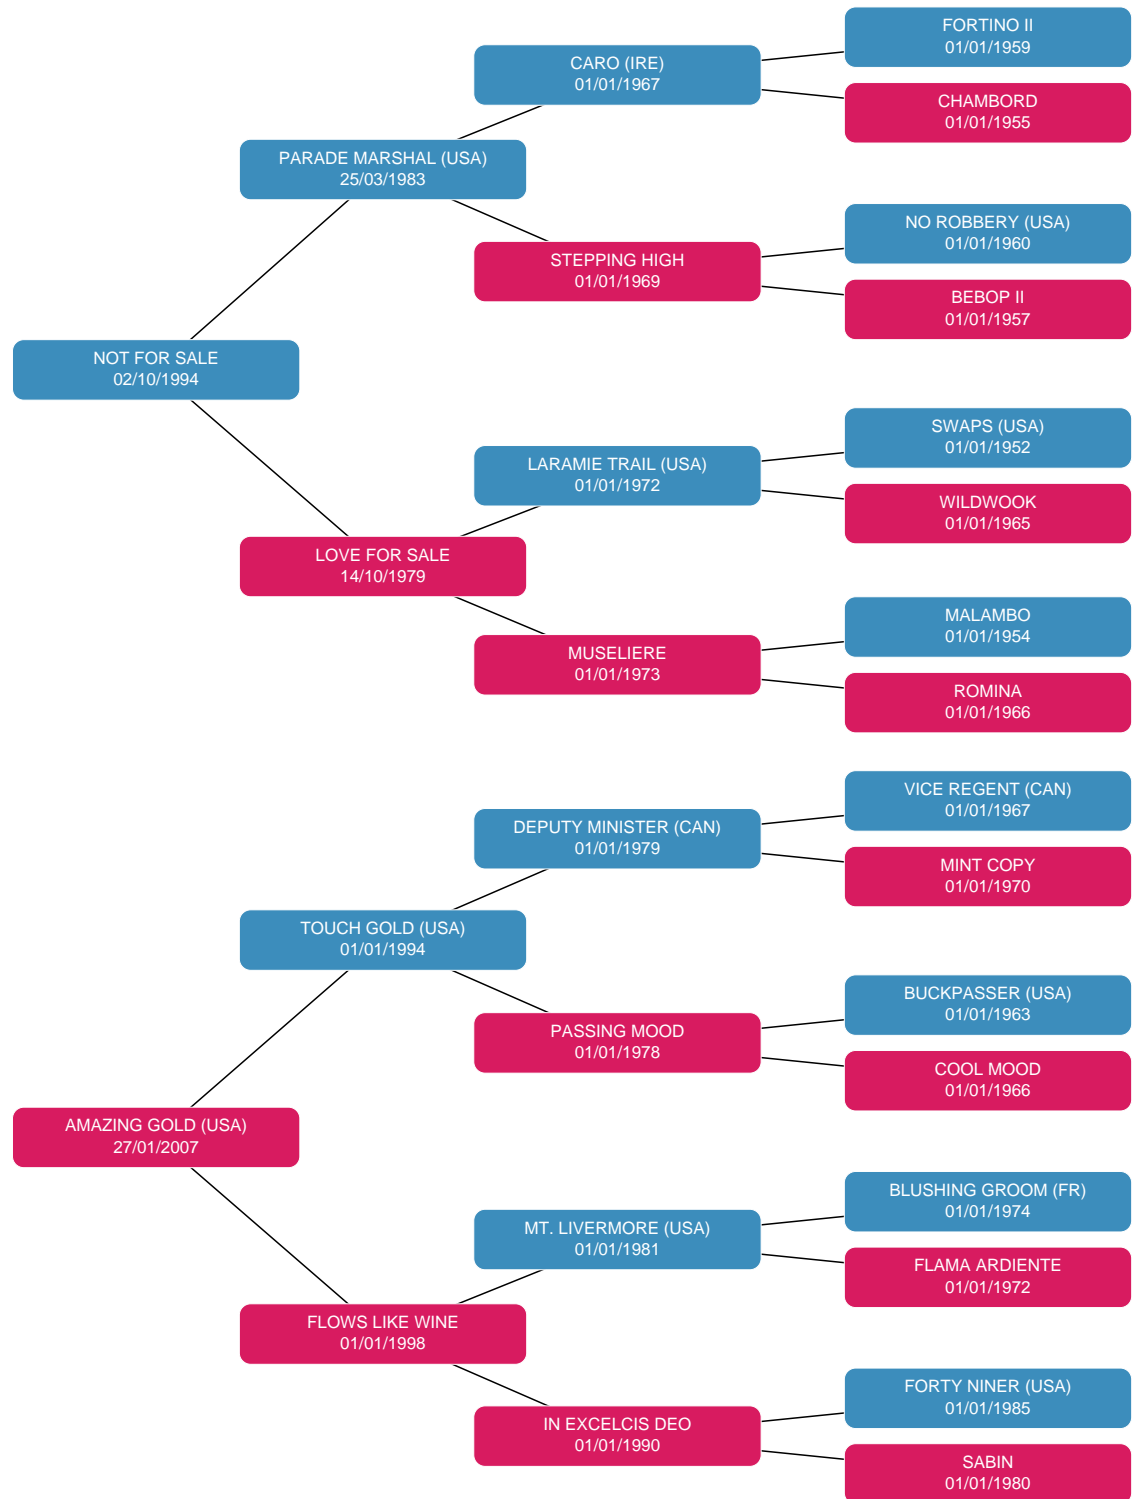 FORTINO II
01/01/1959
CARO (IRE)
01/01/1967
CHAMBORD
01/01/1955
PARADE MARSHAL (USA)
25/03/1983
NO ROBBERY (USA)
01/01/1960
STEPPING HIGH
01/01/1969
BEBOP II
01/01/1957
NOT FOR SALE
02/10/1994
SWAPS (USA)
01/01/1952
LARAMIE TRAIL (USA)
01/01/1972
WILDWOOK
01/01/1965
LOVE FOR SALE
14/10/1979
MALAMBO
01/01/1954
MUSELIERE
01/01/1973
ROMINA
01/01/1966
VICE REGENT (CAN)
01/01/1967
DEPUTY MINISTER (CAN)
01/01/1979
MINT COPY
01/01/1970
TOUCH GOLD (USA)
01/01/1994
BUCKPASSER (USA)
01/01/1963
PASSING MOOD
01/01/1978
COOL MOOD
01/01/1966
AMAZING GOLD (USA)
27/01/2007
BLUSHING GROOM (FR)
01/01/1974
MT. LIVERMORE (USA)
01/01/1981
FLAMA ARDIENTE
01/01/1972
FLOWS LIKE WINE
01/01/1998
FORTY NINER (USA)
01/01/1985
IN EXCELCIS DEO
01/01/1990
SABIN
01/01/1980